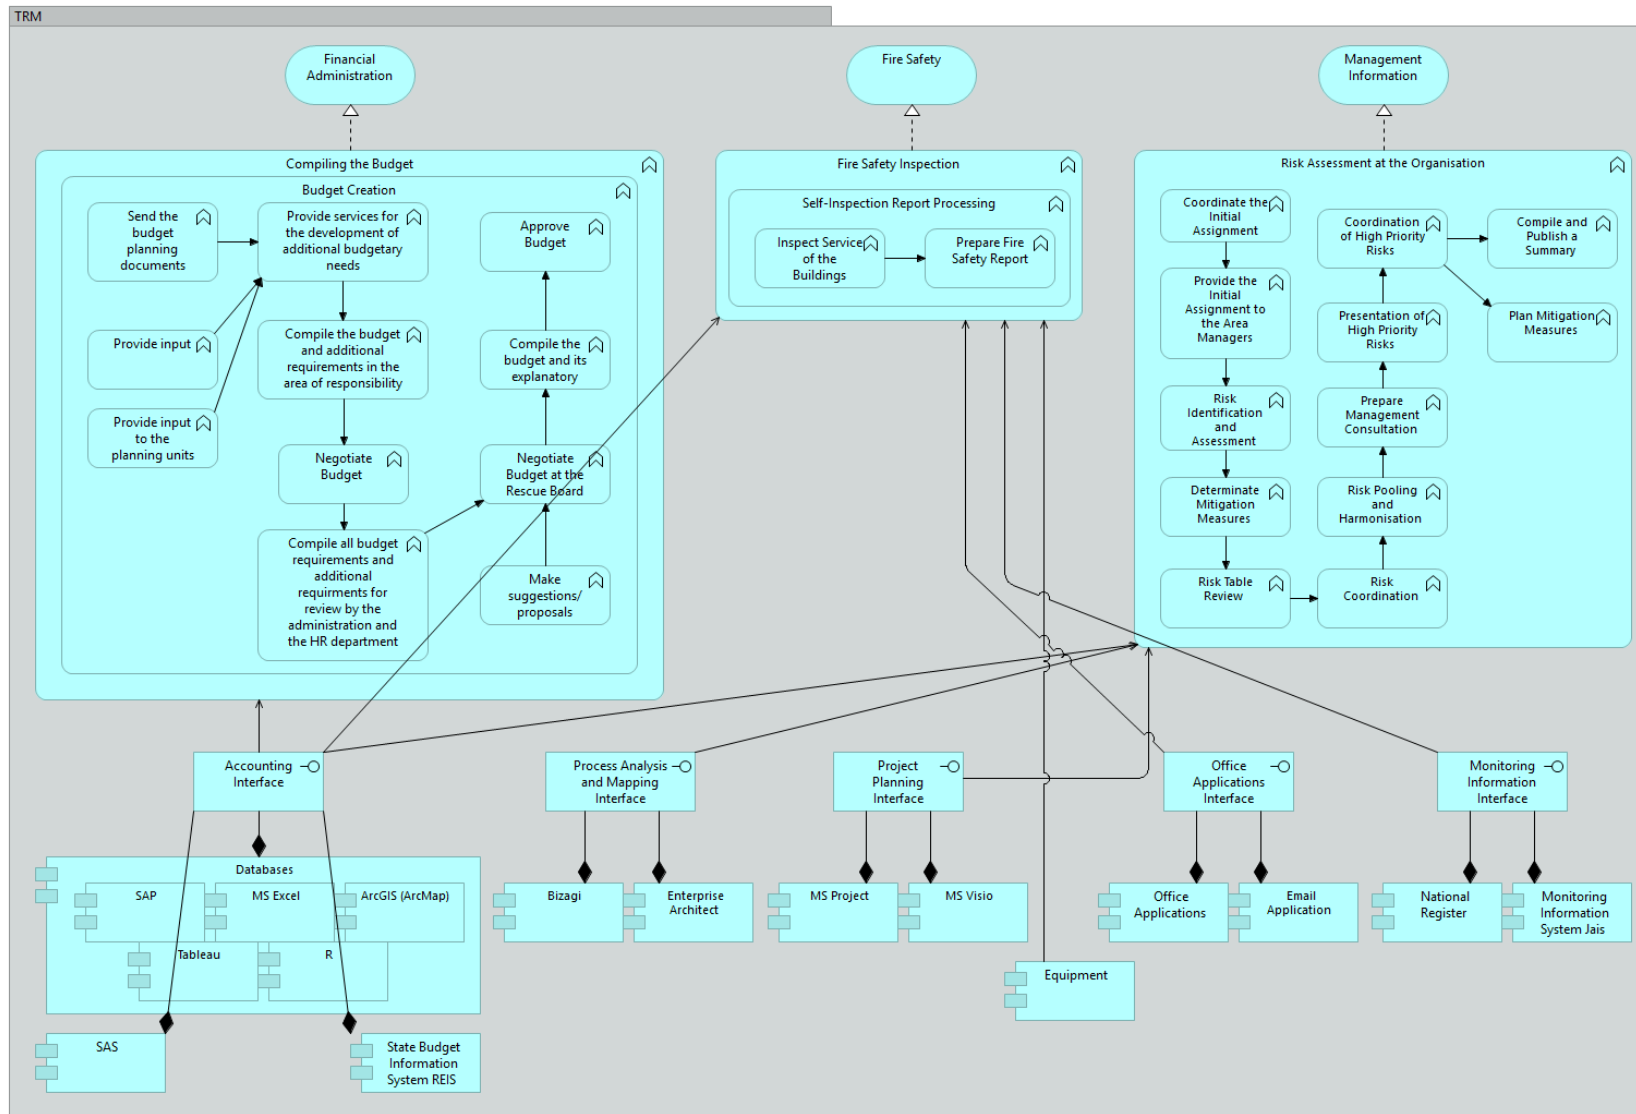 TRM
Financial
Administration
Fire Safety
Management
Information
Compiling the Budget
Budget Creation
Send the
budget
planning
documents
Provide services for
the development of
additional budgetary
needs
Approve
Budget
Provide input
Compile the budget
and additional
requirements in the
area of responsibility
Compile the
budget and its
explanatory
Provide input
to the
planning units
Negotiate
Budget
Negotiate
Budget at the
Rescue Board
Compile all budget
requirements and
additional
requirments for
review by the
administration and
the HR department
Make
suggestions/
proposals
Fire Safety Inspection
Self-Inspection Report Processing
Inspect Service
of the
Buildings
Prepare Fire
Safety Report
Risk Assessment at the Organisation
Coordinate the
Initial
Assignment
Coordination
of High Priority
Risks
Compile and
Publish a
Summary
Provide the
Initial
Assignment to
the Area
Managers
Presentation of
High Priority
Risks
Plan Mitigation
Measures
Risk
Identification
and
Assessment
Prepare
Management
Consultation
Determinate
Mitigation
Measures
Risk Pooling
and
Harmonisation
Risk Table
Review
Risk
Coordination
Accounting
Interface
Process Analysis
and Mapping
Interface
Project
Planning
Interface
Office
Applications
Interface
Monitoring
Information
Interface
Databases
SAP
MS Excel
ArcGIS (ArcMap)
Tableau
R
Bizagi
Enterprise
Architect
MS Project
MS Visio
Office
Applications
Email
Application
National
Register
Monitoring
Information
System Jais
Equipment
SAS
State Budget
Information
System REIS